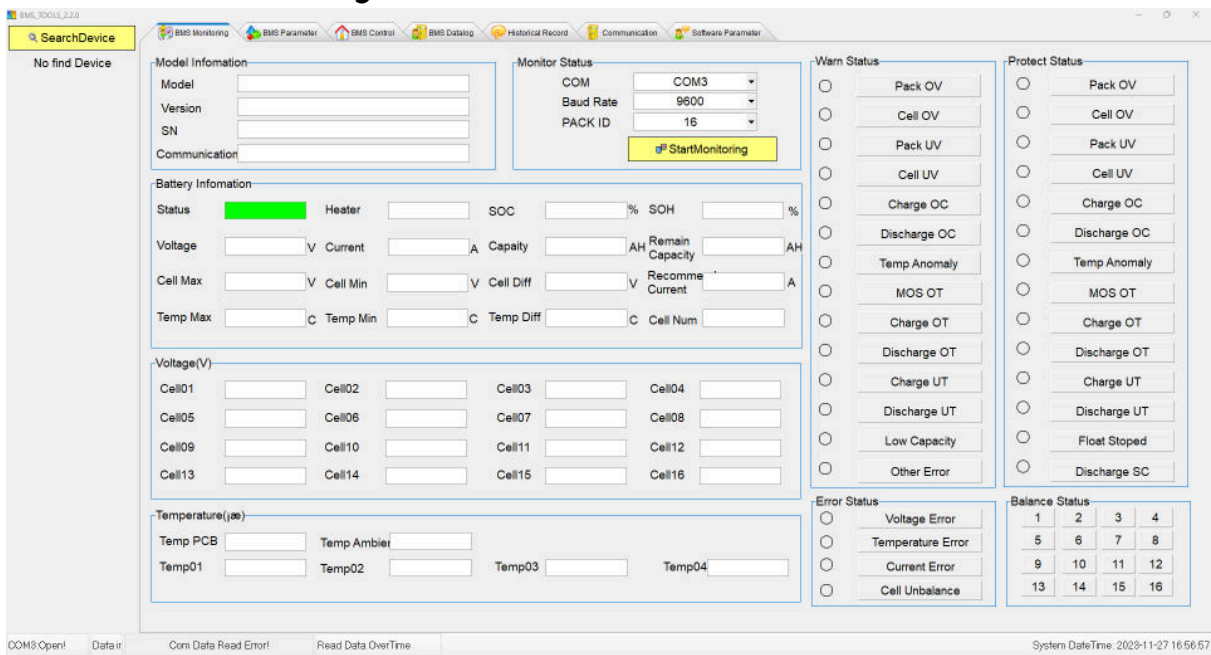 BMS_TOOLS_2.2.0
SearchDevice
No find Device
BMS Monitoring BMS Parameter BMS Control BMS Datalog Historical Record Communication Software Parameter
Model Infomation
Model
Version
SN
Communication
Monitor Status
COM COM3
Baud Rate 9600
PACK ID 16
StartMonitoring
Battery Infomation
Status Heater SOC % SOH %
Voltage V Current A Capaity AH Remain Capacity AH
Cell Max V Cell Min V Cell Diff V Recomme Current A
Temp Max C Temp Min C Temp Diff C Cell Num
Voltage(V)
Cell01 Cell02 Cell03 Cell04
Cell05 Cell06 Cell07 Cell08
Cell09 Cell10 Cell11 Cell12
Cell13 Cell14 Cell15 Cell16
Temperature(¡æ)
Temp PCB Temp Ambier
Temp01 Temp02 Temp03 Temp04
Warn Status
Pack OV
Cell OV
Pack UV
Cell UV
Charge OC
Discharge OC
Temp Anomaly
MOS OT
Charge OT
Discharge OT
Charge UT
Discharge UT
Low Capacity
Other Error
Protect Status
Pack OV
Cell OV
Pack UV
Cell UV
Charge OC
Discharge OC
Temp Anomaly
MOS OT
Charge OT
Discharge OT
Charge UT
Discharge UT
Float Stoped
Discharge SC
Error Status
Voltage Error
Temperature Error
Current Error
Cell Unbalance
Balance Status
1 2 3 4
5 6 7 8
9 10 11 12
13 14 15 16
COM3:Open! Data ir Com Data Read Error! Read Data OverTime System DateTime: 2023-11-27 16:56:57